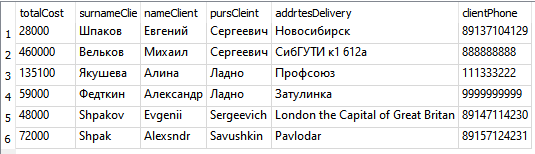 totalCost surnameClie nameClient pursCleint addrtesDelivery clientPhone
1 28000 Шпаков Евгений Сергеевич Новосибирск 89137104129
2 460000 Вельков Михаил Сергеевич СибГУТИ к1 612а 888888888
3 135100 Якушева Алина Ладно Профсоюз 111333222
4 59000 Федткин Александр Ладно Затулинка 9999999999
5 48000 Shpakov Evgenii Sergeevich London the Capital of Great Britan 89147114230
6 72000 Shpak Alexsndr Savushkin Pavlodar 89157124231